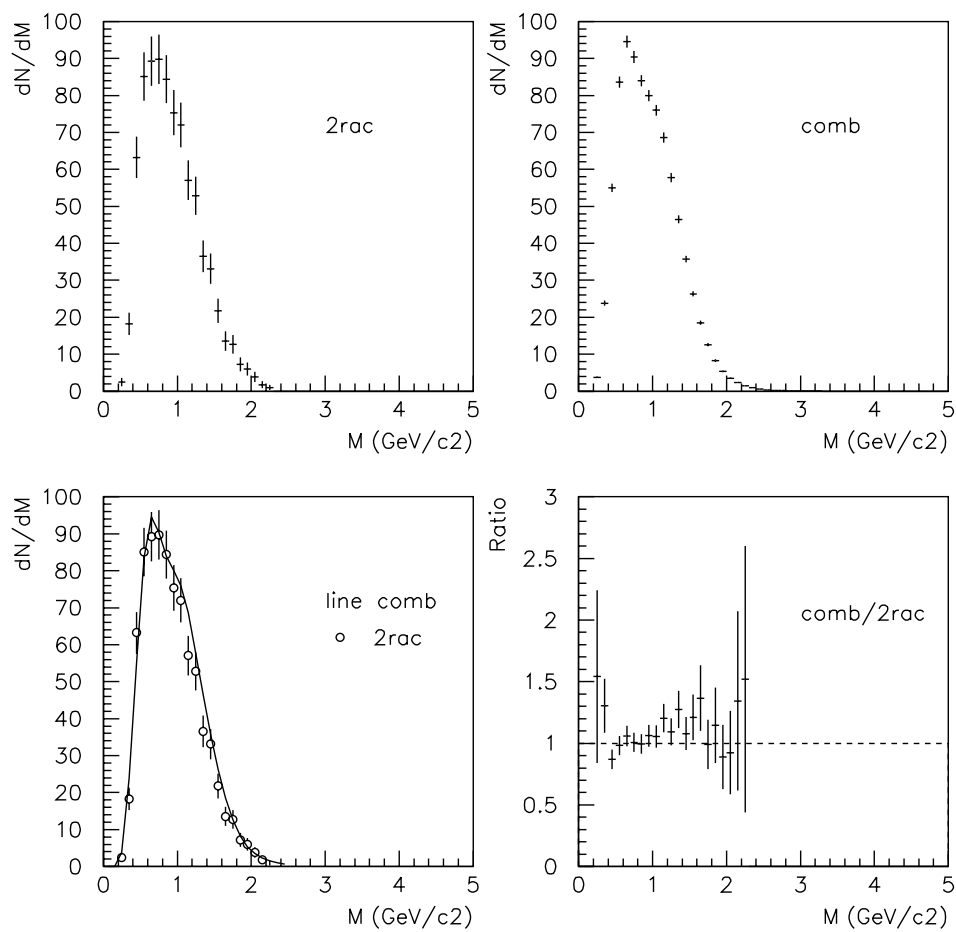 dN/dM
100
90
80
70
60
50
40
30
20
10
0
2rac
0 1 2 3 4 5
M (GeV/c2)
dN/dM
100
90
80
70
60
50
40
30
20
10
0
comb
0 1 2 3 4 5
M (GeV/c2)
dN/dM
100
90
80
70
60
50
40
30
20
10
0
line comb
2rac
0 1 2 3 4 5
M (GeV/c2)
Ratio
3
2.5
2
1.5
1
0.5
0
comb/2rac
0 1 2 3 4 5
M (GeV/c2)